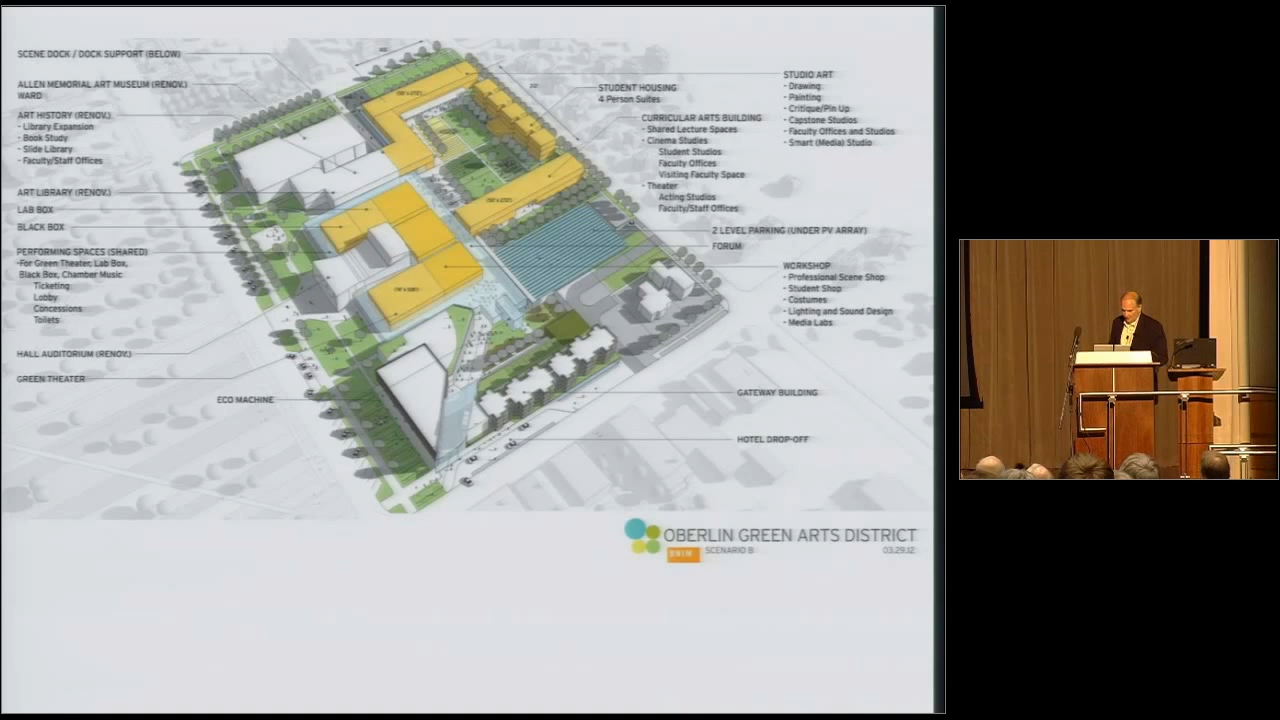 SCENE DOCK / DOCK SUPPORT (BELOW)
ALLEN MEMORIAL ART MUSEUM (RENOV.)
WARD
ART HISTORY (RENOV.)
- Library Expansion
- Book Study
- Slide Library
- Faculty/Staff Offices
ART LIBRARY (RENOV.)
LAB BOX
BLACK BOX
PERFORMING SPACES (SHARED)
-For Green Theater, Lab Box,
Black Box, Chamber Music
Ticketing
Lobby
Concessions
Toilets
HALL AUDITORIUM (RENOV.)
GREEN THEATER
ECO MACHINE
STUDENT HOUSING
4 Person Suites
CURRICULAR ARTS BUILDING
- Shared Lecture Spaces
- Cinema Studies
Student Studios
Faculty Offices
Visiting Faculty Space
- Theater
Acting Studios
Faculty/Staff Offices
STUDIO ART
- Drawing
- Painting
- Critique/Pin Up
- Capstone Studios
- Faculty Offices and Studios
- Smart (Media) Studio
2 LEVEL PARKING (UNDER PV ARRAY)
FORUM
WORKSHOP
- Professional Scene Shop
- Student Shop
- Costumes
- Lighting and Sound Design
- Media Labs
GATEWAY BUILDING
HOTEL DROP-OFF
OBERLIN GREEN ARTS DISTRICT
BNIM SCENARIO B 03.29.12